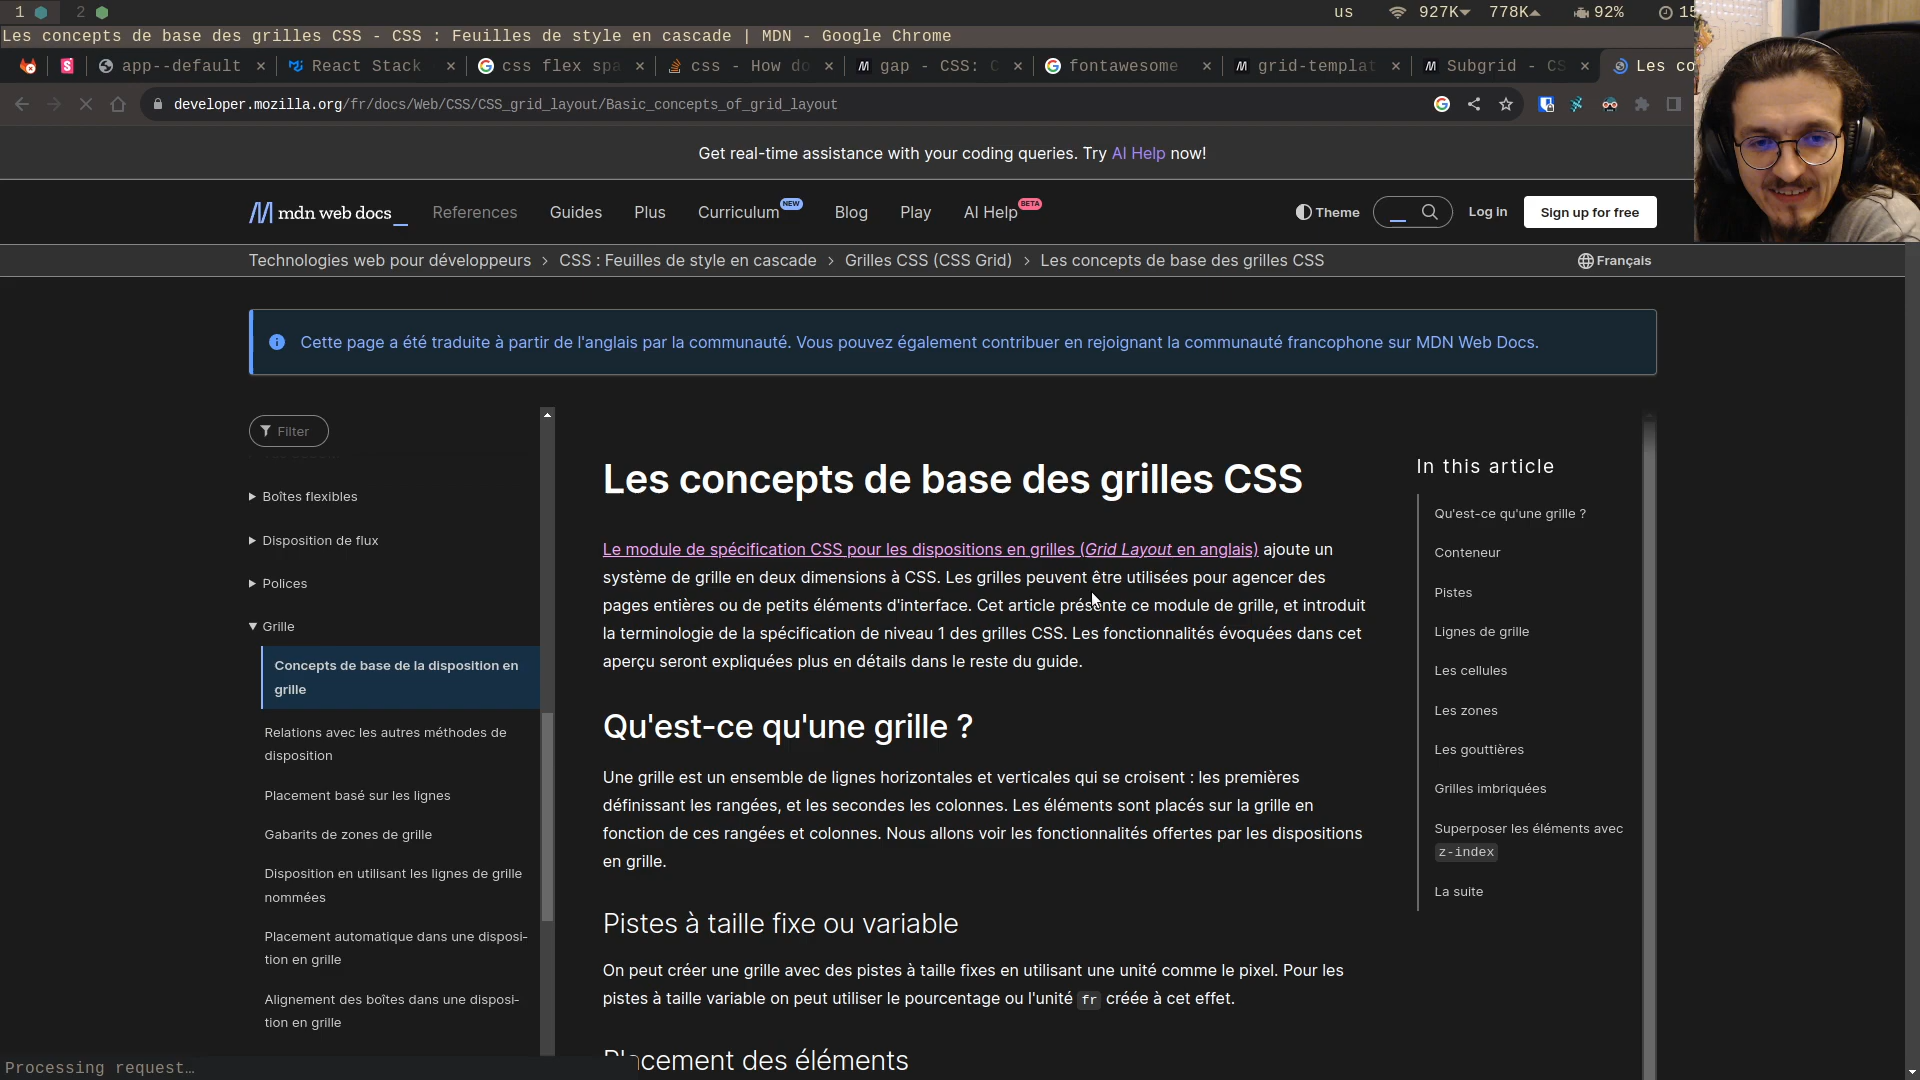 1 2 us 927K 778K 92% 15
Les concepts de base des grilles CSS - CSS : Feuilles de style en cascade | MDN - Google Chrome
app--default × React Stack × css flex spa × css - How do × gap - CSS: C × fontawesome × grid-templat × Subgrid - CS × Les co
developer.mozilla.org/fr/docs/Web/CSS/CSS_grid_layout/Basic_concepts_of_grid_layout
Get real-time assistance with your coding queries. Try AI Help now!
mdn web docs_ References Guides Plus Curriculum NEW Blog Play AI Help BETA Theme Log in Sign up for free
Technologies web pour développeurs > CSS : Feuilles de style en cascade > Grilles CSS (CSS Grid) > Les concepts de base des grilles CSS Français
Cette page a été traduite à partir de l'anglais par la communauté. Vous pouvez également contribuer en rejoignant la communauté francophone sur MDN Web Docs.
Filter
Boîtes flexibles
Disposition de flux
Polices
Grille
Concepts de base de la disposition en
grille
Relations avec les autres méthodes de
disposition
Placement basé sur les lignes
Gabarits de zones de grille
Disposition en utilisant les lignes de grille
nommées
Placement automatique dans une disposi-
tion en grille
Alignement des boîtes dans une disposi-
tion en grille
Les concepts de base des grilles CSS
Le module de spécification CSS pour les dispositions en grilles (Grid Layout en anglais) ajoute un
système de grille en deux dimensions à CSS. Les grilles peuvent être utilisées pour agencer des
pages entières ou de petits éléments d'interface. Cet article présente ce module de grille, et introduit
la terminologie de la spécification de niveau 1 des grilles CSS. Les fonctionnalités évoquées dans cet
aperçu seront expliquées plus en détails dans le reste du guide.
Qu'est-ce qu'une grille ?
Une grille est un ensemble de lignes horizontales et verticales qui se croisent : les premières
définissant les rangées, et les secondes les colonnes. Les éléments sont placés sur la grille en
fonction de ces rangées et colonnes. Nous allons voir les fonctionnalités offertes par les dispositions
en grille.
Pistes à taille fixe ou variable
On peut créer une grille avec des pistes à taille fixes en utilisant une unité comme le pixel. Pour les
pistes à taille variable on peut utiliser le pourcentage ou l'unité fr créée à cet effet.
Placement des éléments
In this article
Qu'est-ce qu'une grille ?
Conteneur
Pistes
Lignes de grille
Les cellules
Les zones
Les gouttières
Grilles imbriquées
Superposer les éléments avec
z-index
La suite
Processing request…